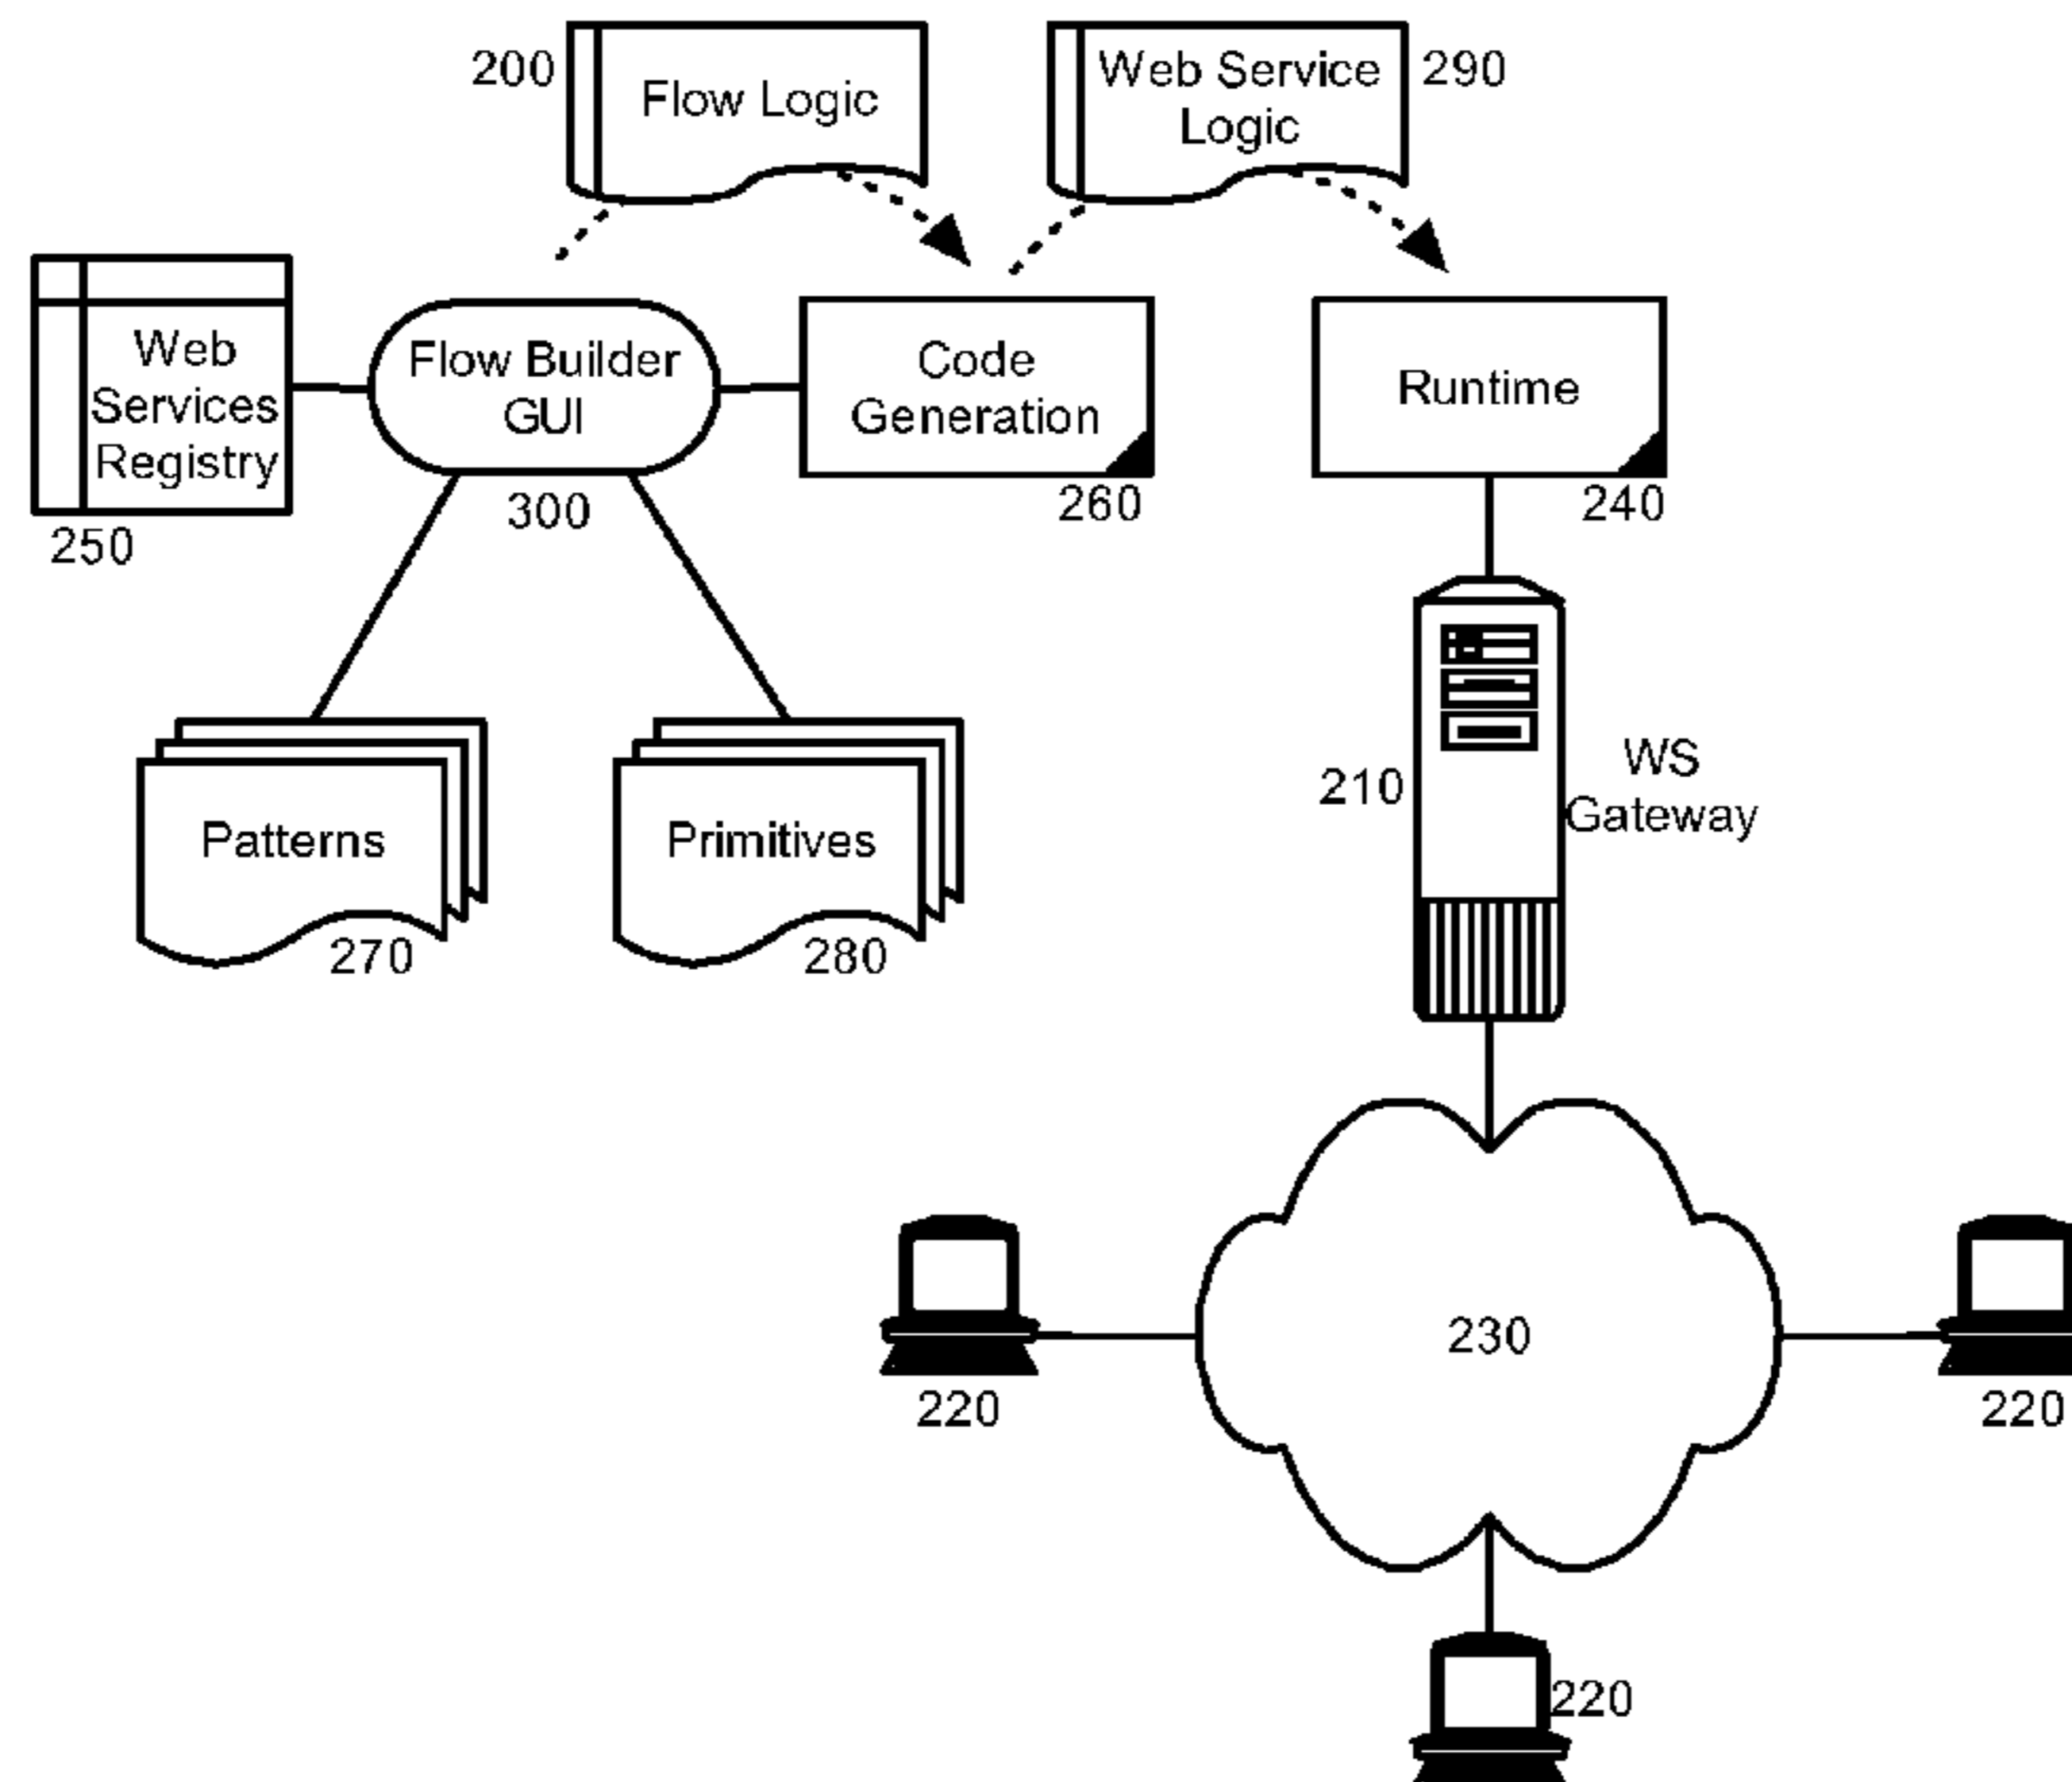 200
Flow Logic
Web Service
Logic
290
Web
Services
Registry
250
Flow Builder
GUI
300
Code
Generation
260
Runtime
240
Patterns
270
Primitives
280
210
WS
Gateway
230
220
220
220